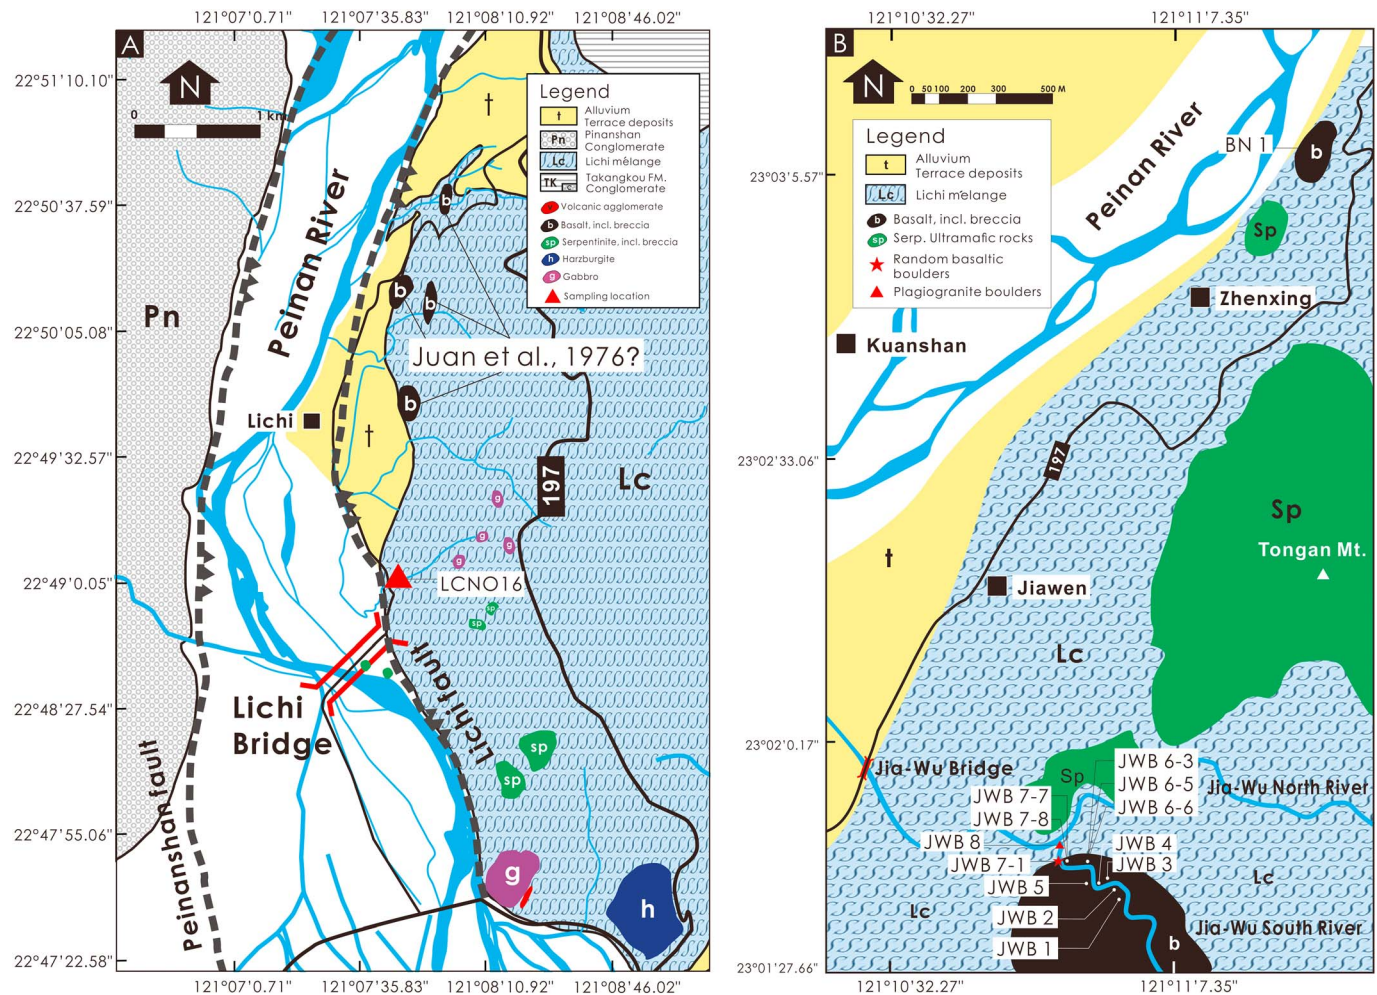 121°07'0.71" 121°07'35.83" 121°08'10.92" 121°08'46.02"
A
N
0 1 km
22°51'10.10"
22°50'37.59"
22°50'05.08"
22°49'32.57"
22°49'0.05"
22°48'27.54"
22°47'55.06"
22°47'22.58"
Legend
t Alluvium
Terrace deposits
Pn Pinanshan
Conglomerate
Lc Lichi mélange
TK Takangkou FM.
Conglomerate
Volcanic agglomerate
b Basalt, incl. breccia
sp Serpentinite, incl. breccia
h Harzburgite
g Gabbro
Sampling location
t
Peinan River
Pn
b
b
b
Juan et al., 1976?
b
Lichi
t
197
Lc
g
g
g
g
LCNO16
sp
sp
Lichi fault
Lichi
Bridge
sp
sp
Peinanshan fault
g
h
121°07'0.71" 121°07'35.83" 121°08'10.92" 121°08'46.02"
121°10'32.27" 121°11'7.35"
B
N
0 50 100 200 300 500 M
23°03'5.57"
23°02'33.06"
23°02'0.17"
23°01'27.66"
Legend
t Alluvium
Terrace deposits
Lc Lichi mélange
b Basalt, incl. breccia
sp Serp. Ultramafic rocks
Random basaltic
boulders
Plagiogranite boulders
Peinan River
BN 1
b
Sp
Zhenxing
Kuanshan
197
Sp
Tongan Mt.
t
Jiawen
Lc
Jia-Wu Bridge
Sp
JWB 6-3
JWB 6-5
JWB 6-6
Jia-Wu North River
JWB 7-7
JWB 7-8
JWB 8
JWB 7-1
JWB 4
JWB 3
JWB 5
Lc
Lc
JWB 2
JWB 1
Jia-Wu South River
b
121°10'32.27" 121°11'7.35"